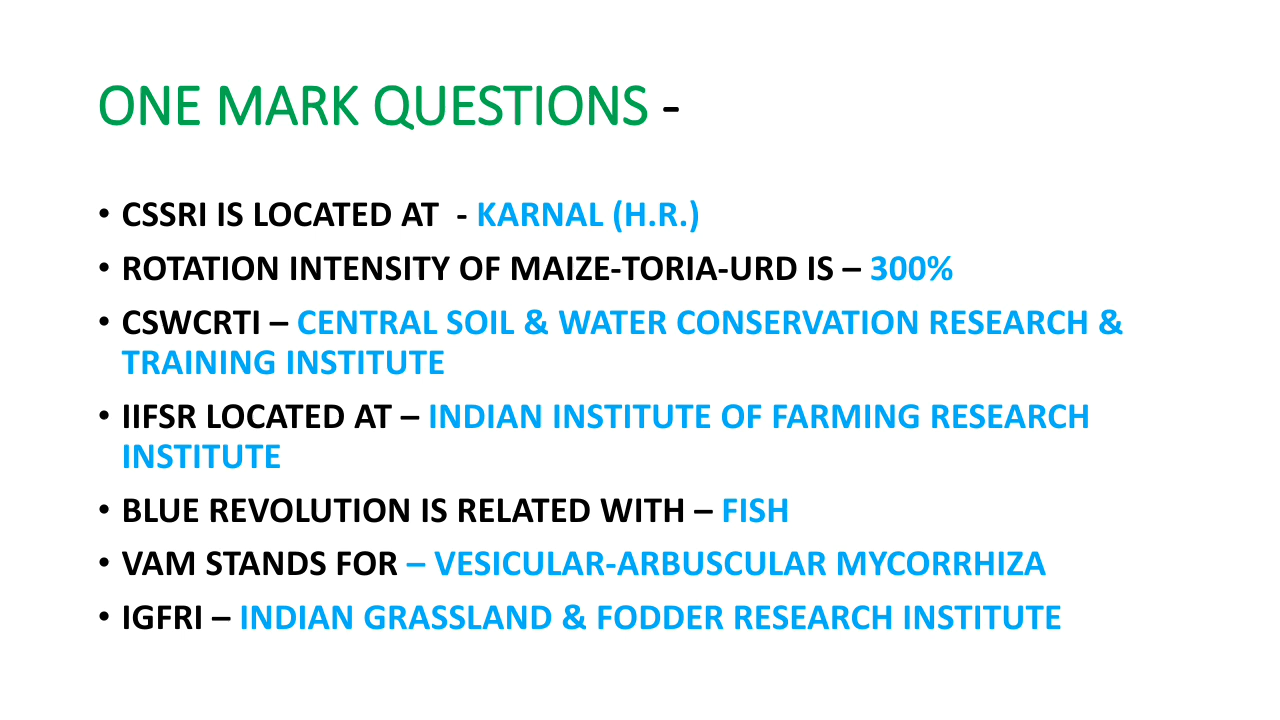 ONE MARK QUESTIONS -
• CSSRI IS LOCATED AT  - KARNAL (H.R.)
• ROTATION INTENSITY OF MAIZE-TORIA-URD IS – 300%
• CSWCRTI – CENTRAL SOIL & WATER CONSERVATION RESEARCH &
TRAINING INSTITUTE
• IIFSR LOCATED AT – INDIAN INSTITUTE OF FARMING RESEARCH
INSTITUTE
• BLUE REVOLUTION IS RELATED WITH – FISH
• VAM STANDS FOR – VESICULAR-ARBUSCULAR MYCORRHIZA
• IGFRI – INDIAN GRASSLAND & FODDER RESEARCH INSTITUTE